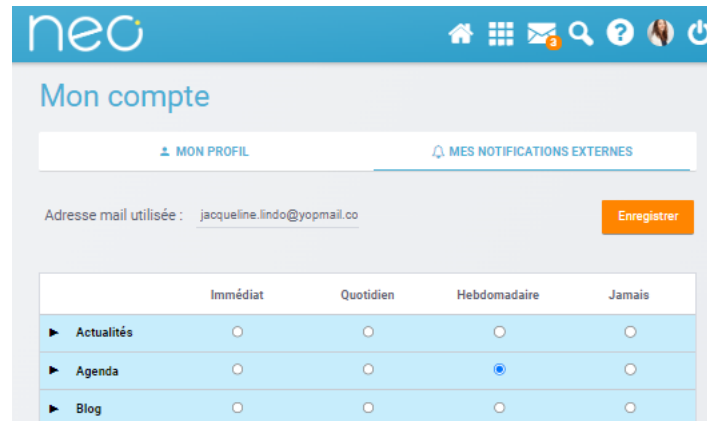 neo
2
?
Mon compte
MON PROFIL
MES NOTIFICATIONS EXTERNES
Adresse mail utilisée : jacqueline.lindo@yopmail.co
Enregistrer
Immédiat Quotidien Hebdomadaire Jamais
Actualités
Agenda
Blog